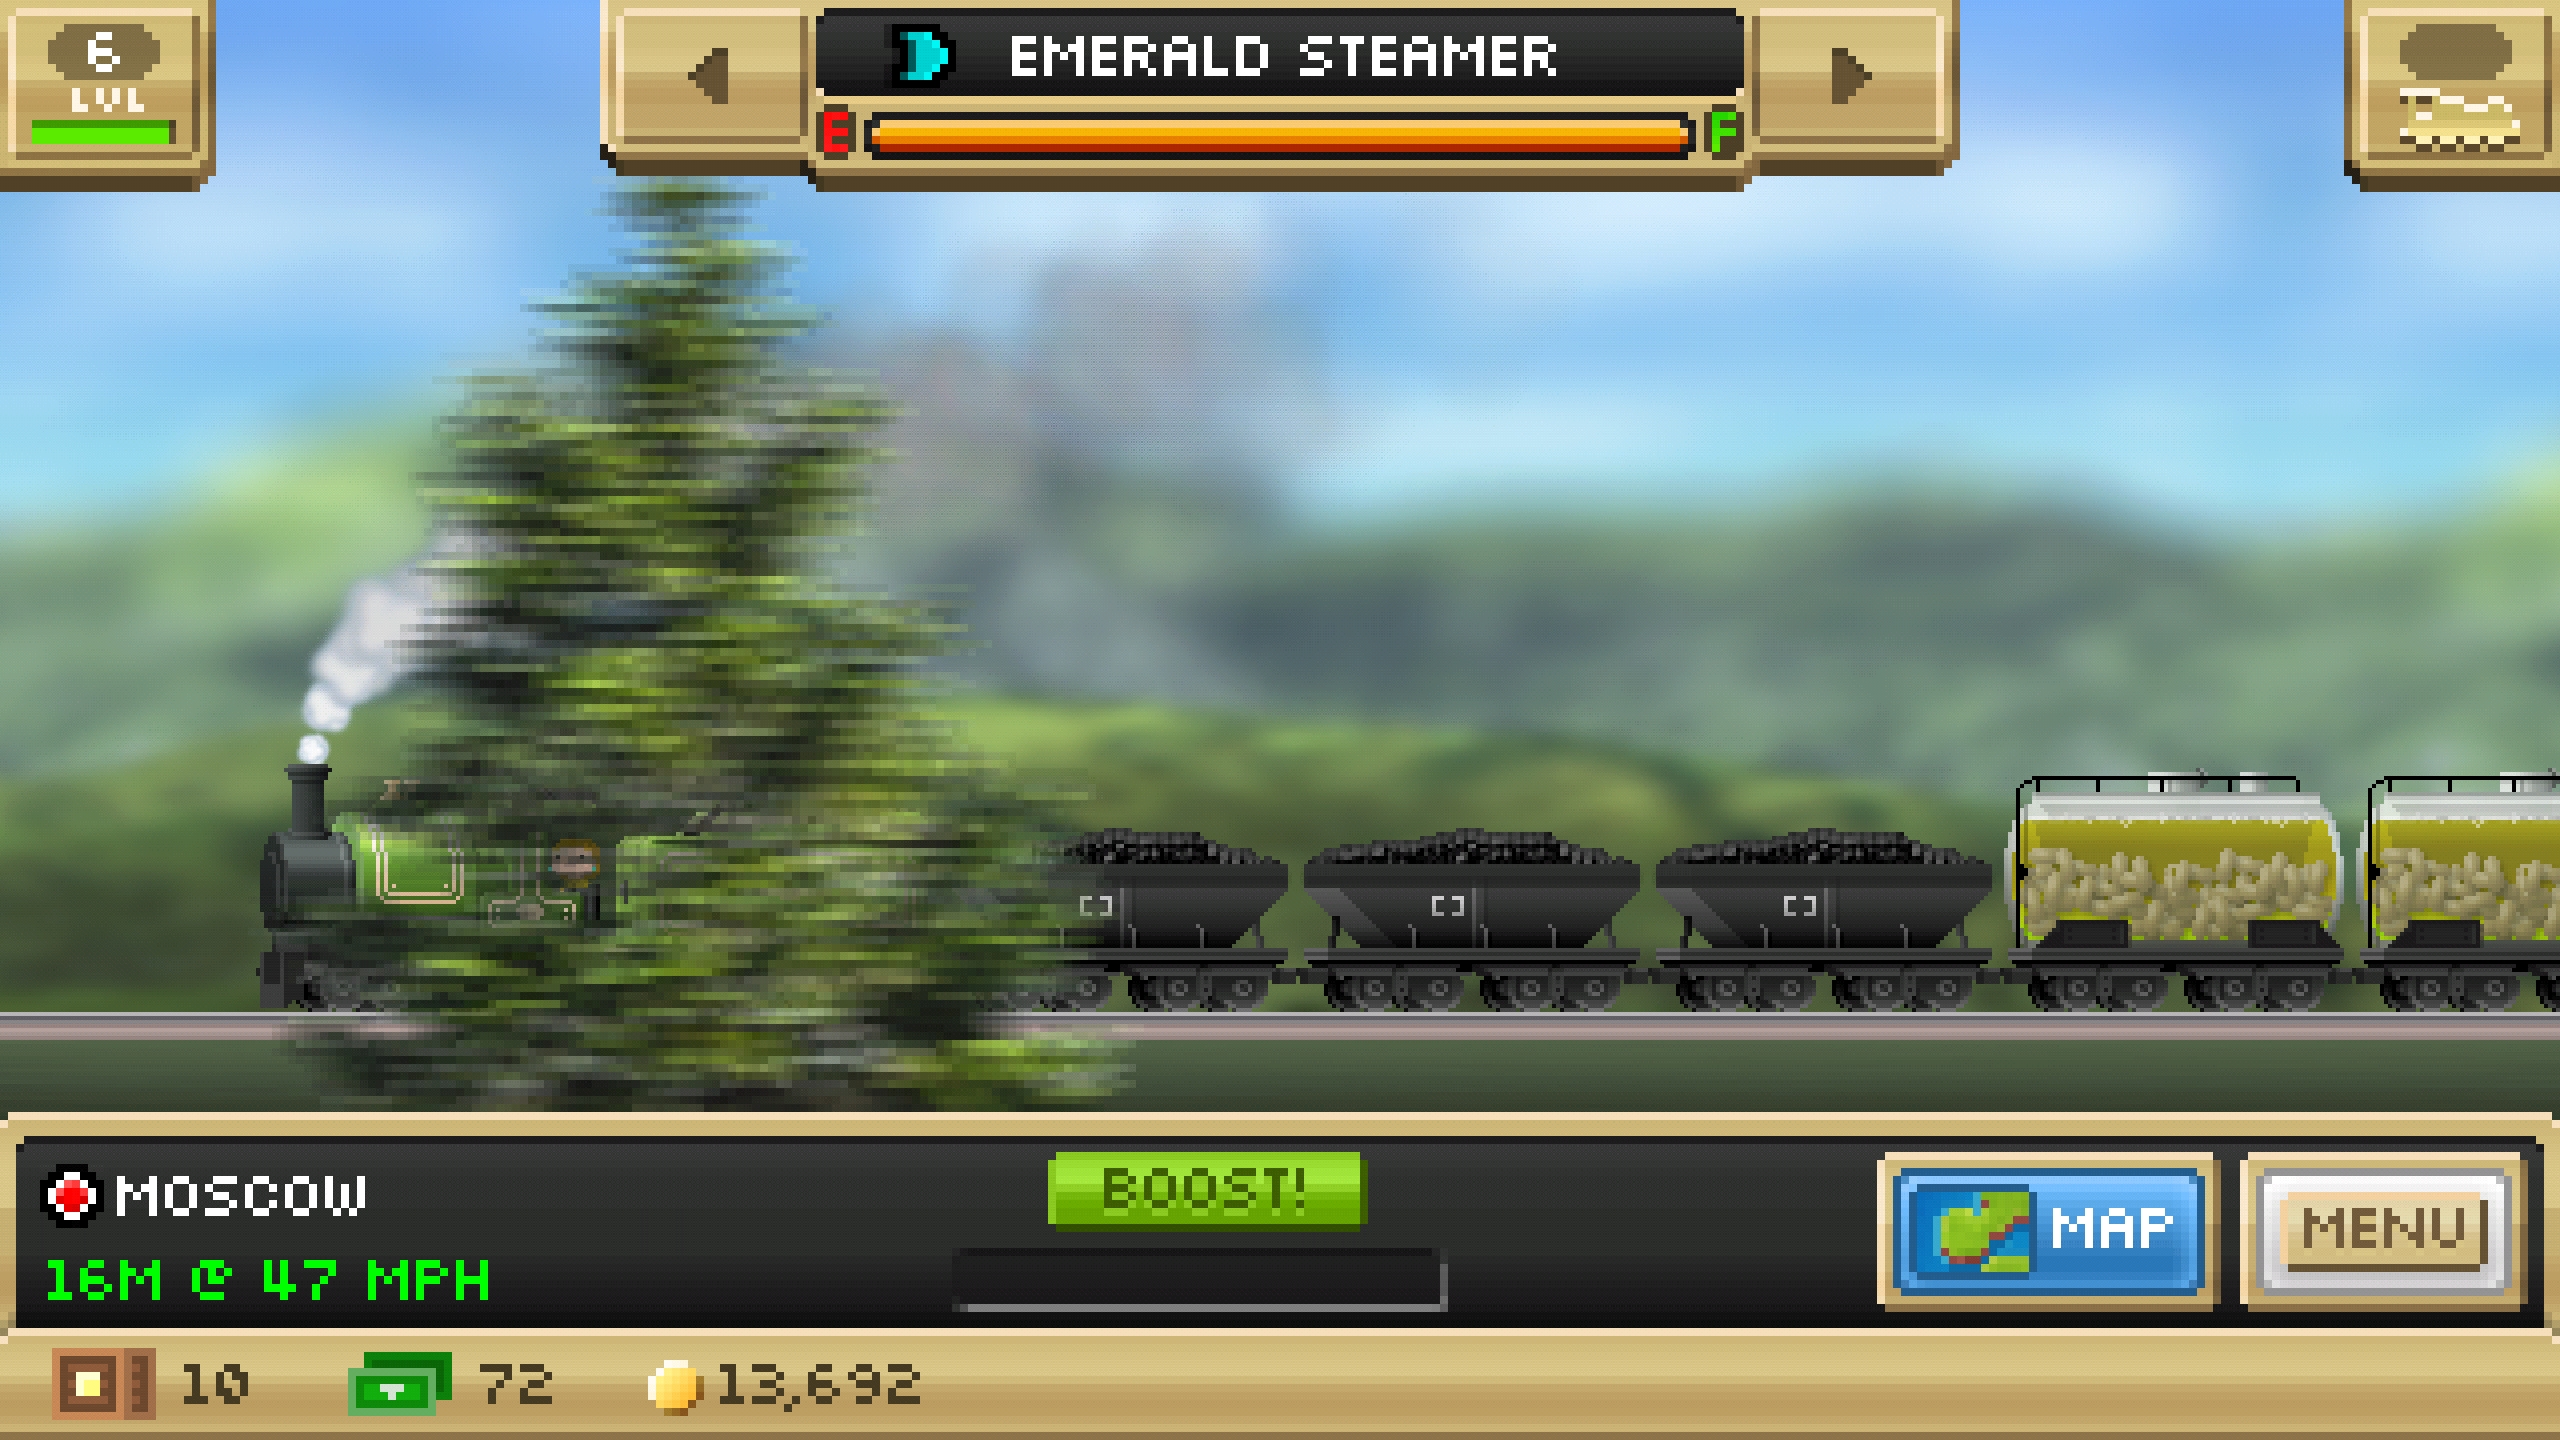 6
LVL
EMERALD STEAMER
E
F
MOSCOW
16M @ 47 MPH
BOOST!
MAP
MENU
10
72
13,692